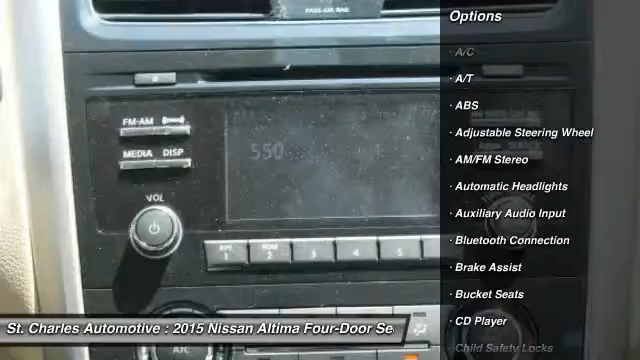 PASS AIR BAG
Options
· A/C
· A/T
· ABS
· Adjustable Steering Wheel
· AM/FM Stereo
· Automatic Headlights
· Auxiliary Audio Input
· Bluetooth Connection
· Brake Assist
· Bucket Seats
· CD Player
· Child Safety Locks
FM-AM
MEDIA DISP
550
VOL
1 2 3 4 5
St. Charles Automotive : 2015 Nissan Altima Four-Door Se
A/C